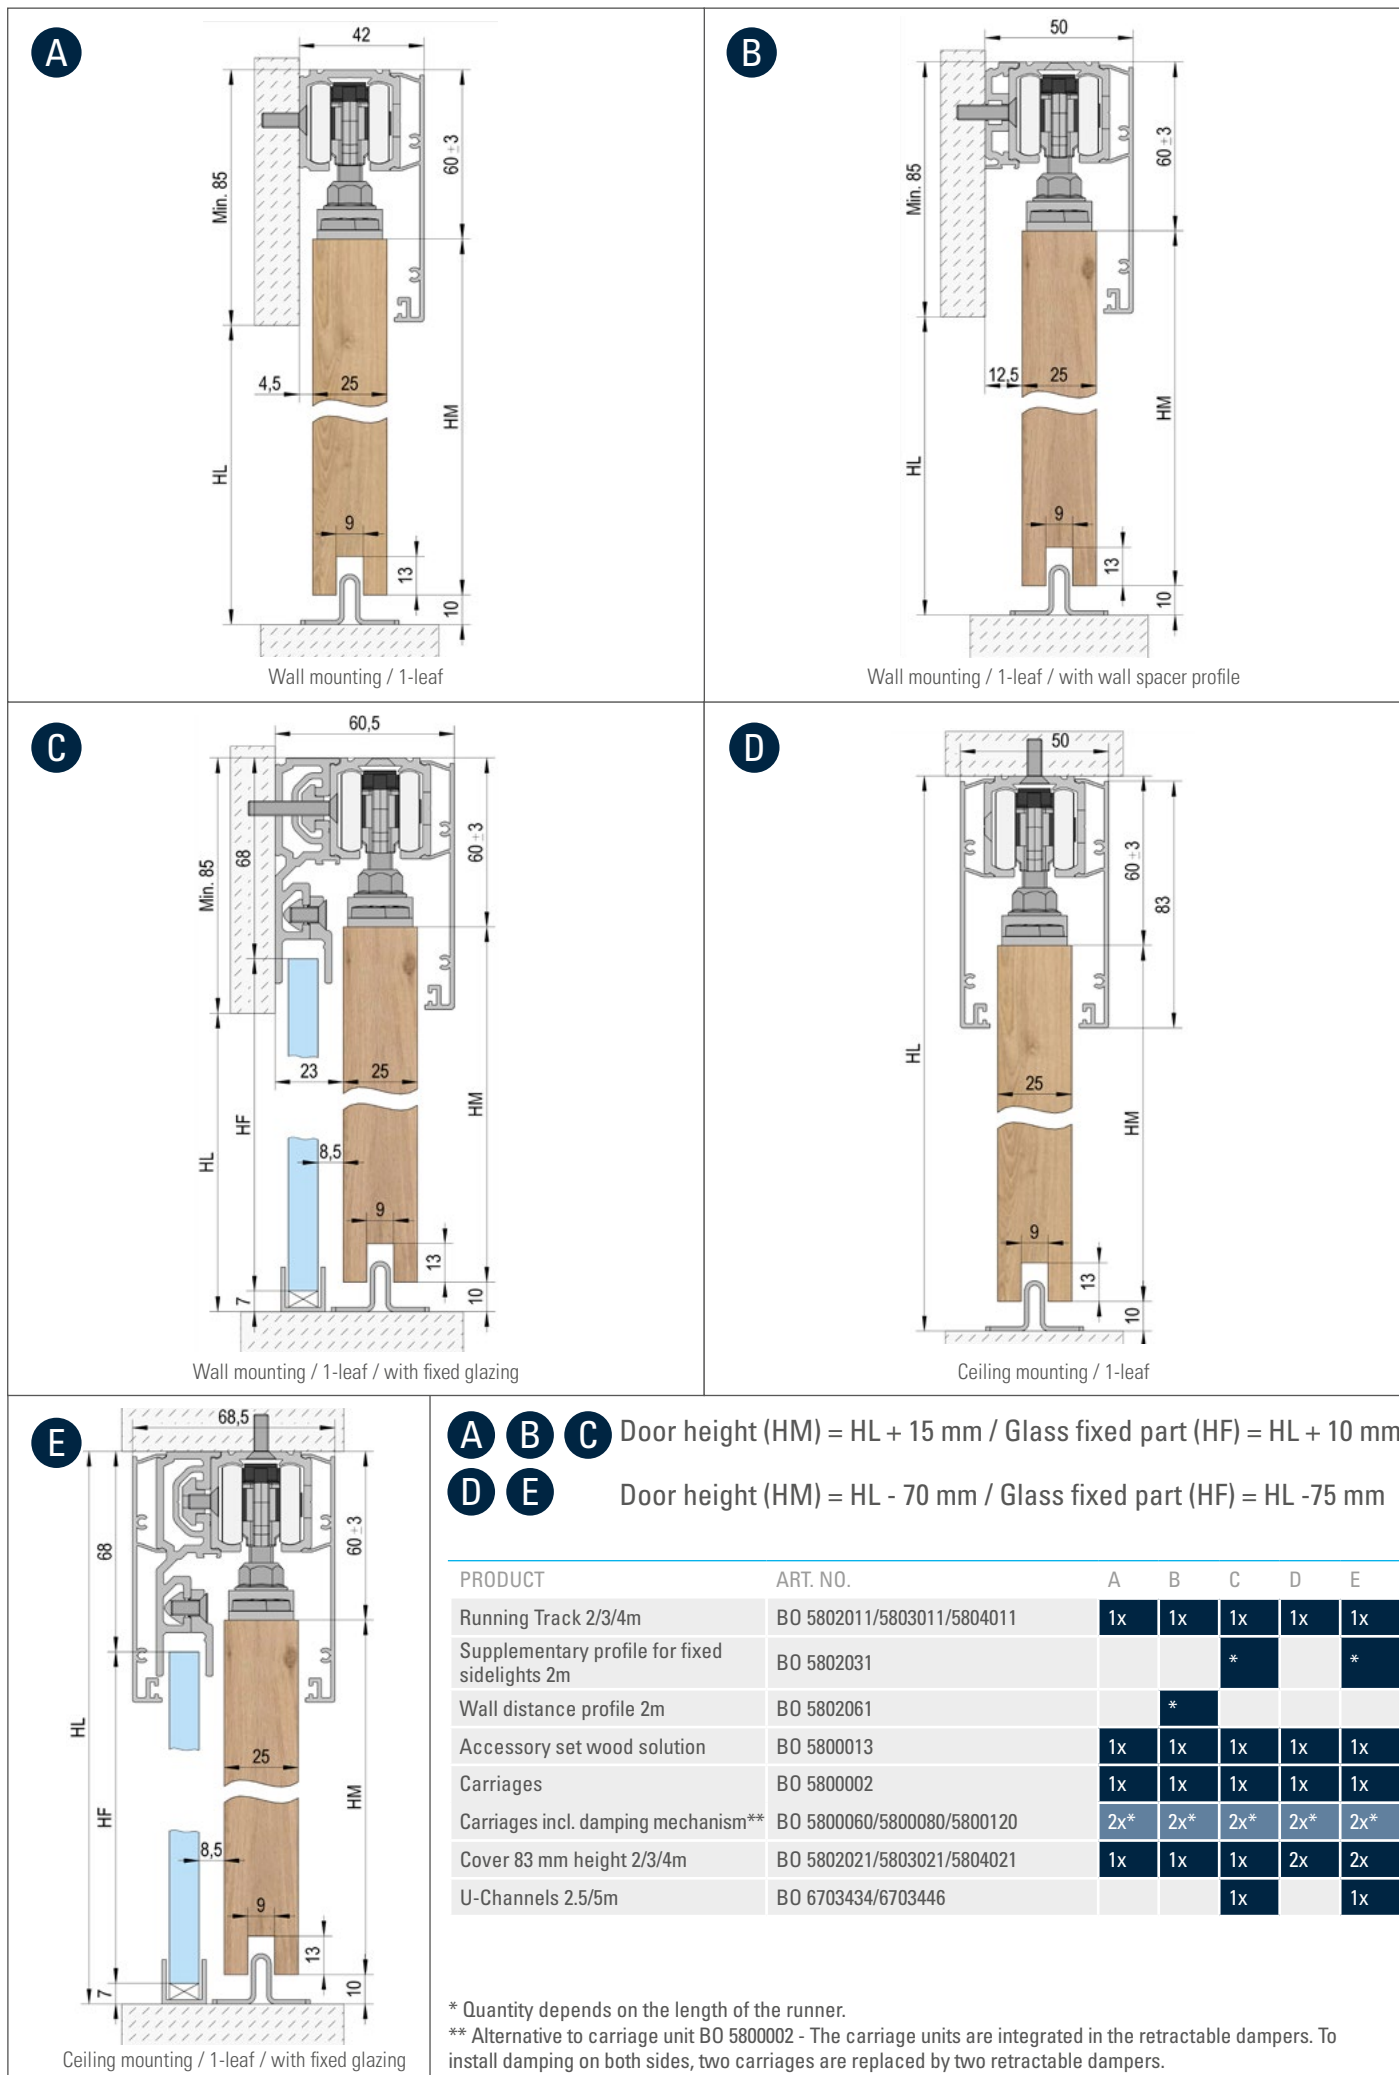 A
42
60 ±3
Min. 85
4,5
25
HM
HL
9
13
10
Wall mounting / 1-leaf
B
50
60 ±3
Min. 85
12,5
25
HM
HL
9
13
10
Wall mounting / 1-leaf / with wall spacer profile
C
60,5
60 ±3
68
Min. 85
23
25
HM
HF
HL
8,5
9
13
10
7
Wall mounting / 1-leaf / with fixed glazing
D
50
60 ±3
83
HL
25
HM
9
13
10
Ceiling mounting / 1-leaf
E
68,5
68
60 ±3
HL
25
HM
HF
8,5
9
13
10
7
Ceiling mounting / 1-leaf / with fixed glazing
A B C Door height (HM) = HL + 15 mm / Glass fixed part (HF) = HL + 10 mm
D E Door height (HM) = HL - 70 mm / Glass fixed part (HF) = HL -75 mm
PRODUCT ART. NO. A B C D E
Running Track 2/3/4m BO 5802011/5803011/5804011 1x 1x 1x 1x 1x
Supplementary profile for fixed
sidelights 2m BO 5802031 * *
Wall distance profile 2m BO 5802061 *
Accessory set wood solution BO 5800013 1x 1x 1x 1x 1x
Carriages BO 5800002 1x 1x 1x 1x 1x
Carriages incl. damping mechanism** BO 5800060/5800080/5800120 2x* 2x* 2x* 2x* 2x*
Cover 83 mm height 2/3/4m BO 5802021/5803021/5804021 1x 1x 1x 2x 2x
U-Channels 2.5/5m BO 6703434/6703446 1x 1x
* Quantity depends on the length of the runner.
** Alternative to carriage unit BO 5800002 - The carriage units are integrated in the retractable dampers. To
install damping on both sides, two carriages are replaced by two retractable dampers.